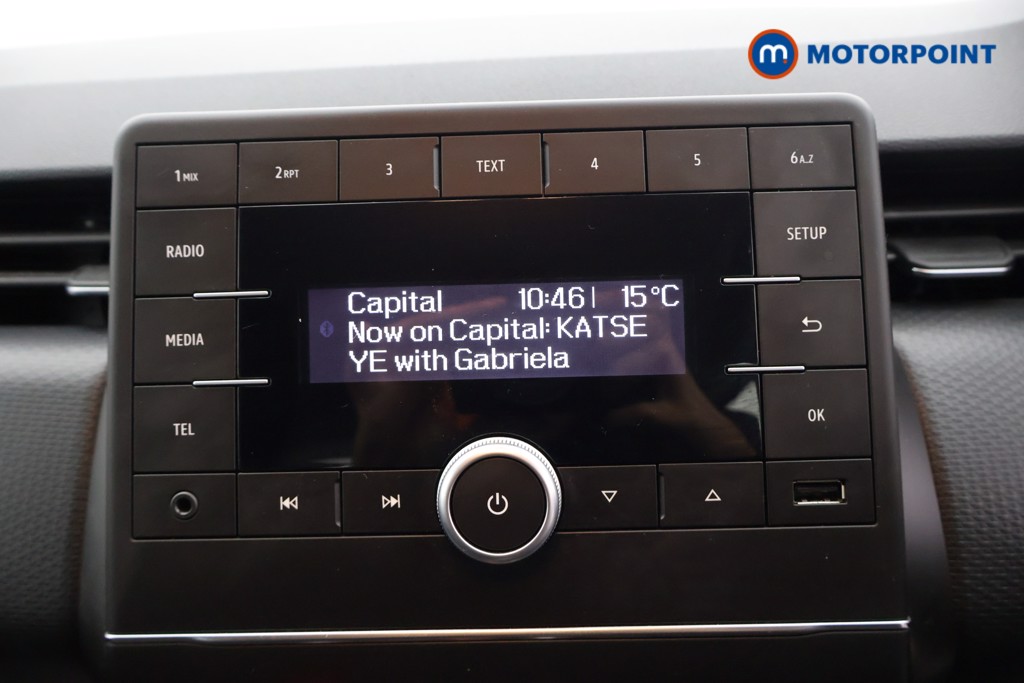 m. MOTORPOINT
1MIX 2RPT 3 TEXT 4 5 6A..Z
RADIO
SETUP
Capital 10:46| 15°C
Now on Capital: KATSE
YE with Gabriela
MEDIA
TEL
OK